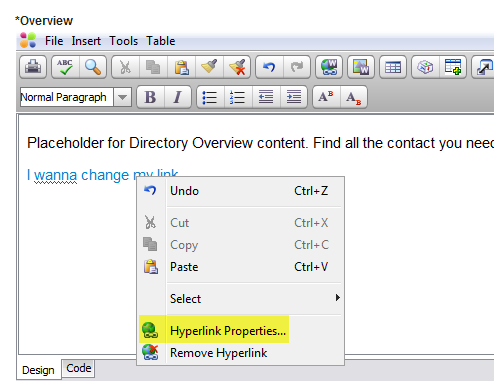 *Overview
File Insert Tools Table
ABC
Normal Paragraph B I A B A B
Placeholder for Directory Overview content. Find all the contact you need
I wanna change my link
Undo Ctrl+Z
Cut Ctrl+X
Copy Ctrl+C
Paste Ctrl+V
Select
Hyperlink Properties...
Remove Hyperlink
Design Code